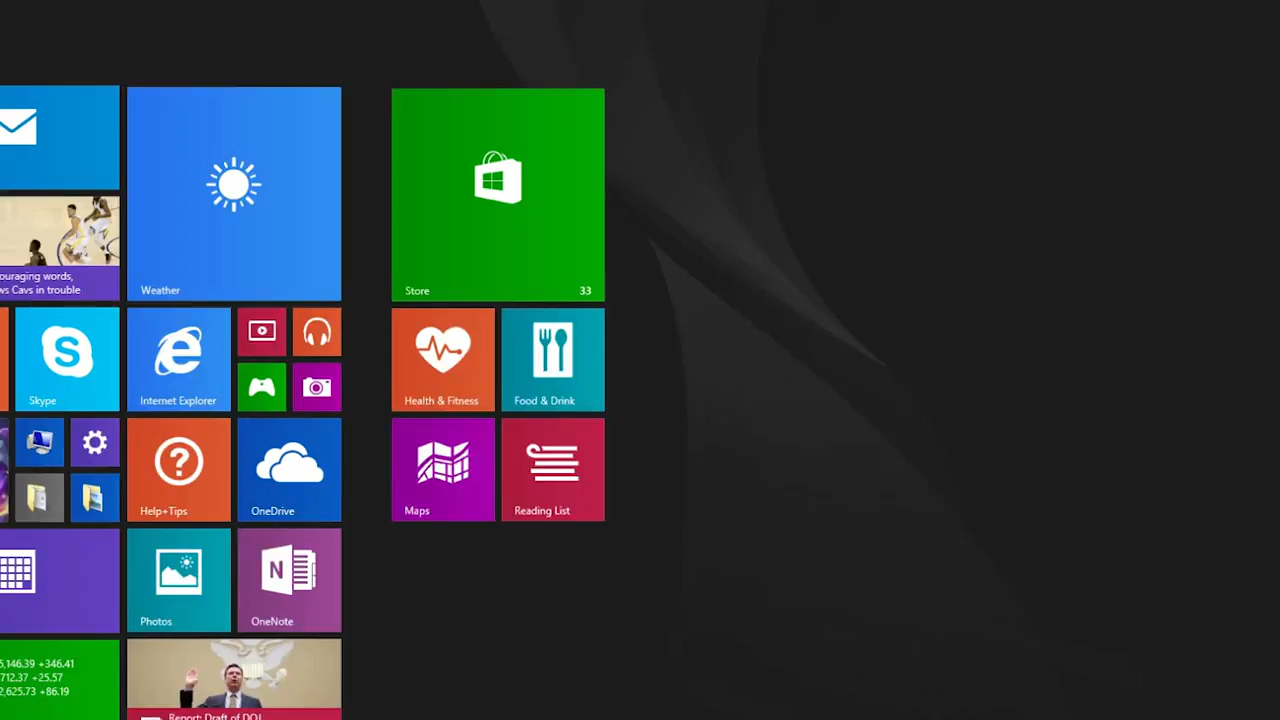 Weather
Store
33
ouraging words,
ws Cavs in trouble
Skype
Internet Explorer
Health & Fitness
Food & Drink
Help+Tips
OneDrive
Maps
Reading List
Photos
N
OneNote
5,146.39 +346.41
712.37 +25.57
2,625.73 +86.19
Report: Draft of DOJ